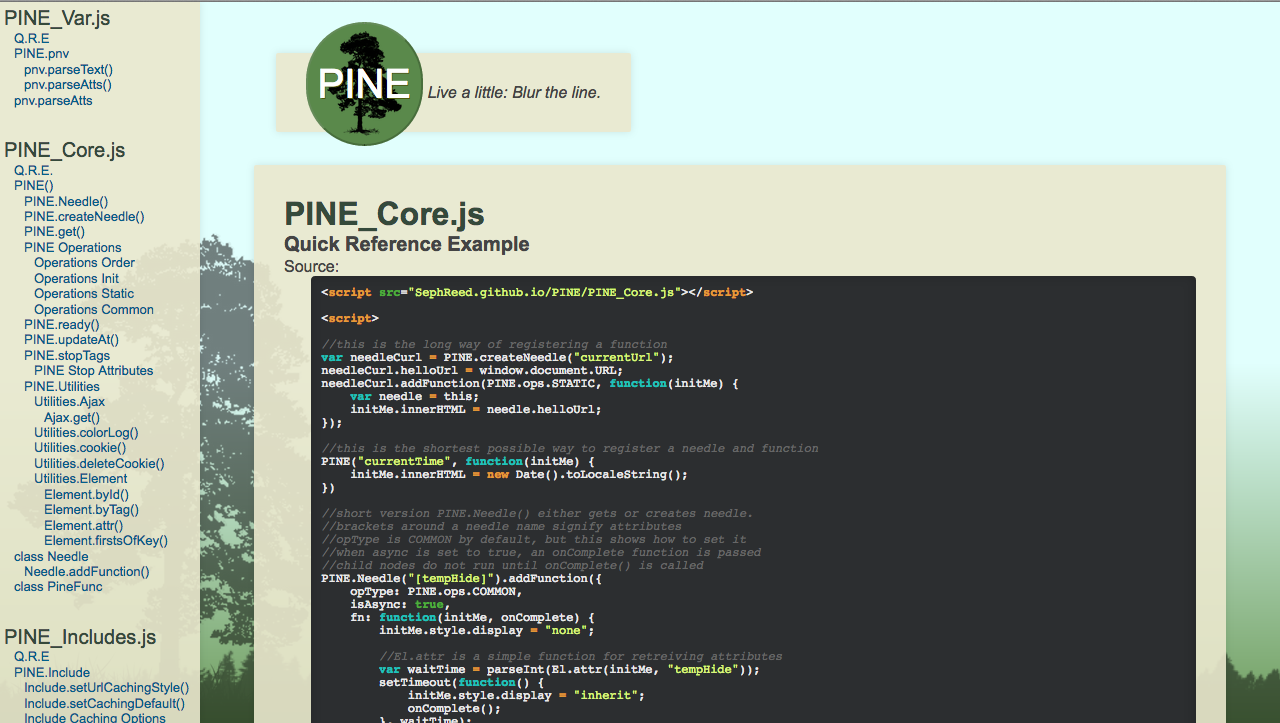 PINE_Var.js
Q.R.E
PINE.pnv
pnv.parseText()
pnv.parseAtts()
pnv.parseAtts
PINE_Core.js
Q.R.E.
PINE()
PINE.Needle()
PINE.createNeedle()
PINE.get()
PINE Operations
Operations Order
Operations Init
Operations Static
Operations Common
PINE.ready()
PINE.updateAt()
PINE.stopTags
PINE Stop Attributes
PINE.Utilities
Utilities.Ajax
Ajax.get()
Utilities.colorLog()
Utilities.cookie()
Utilities.deleteCookie()
Utilities.Element
Element.byId()
Element.byTag()
Element.attr()
Element.firstsOfKey()
class Needle
Needle.addFunction()
class PineFunc
PINE_Includes.js
Q.R.E
PINE.Include
Include.setUrlCachingStyle()
Include.setCachingDefault()
Include Caching Options
PINE
Live a little: Blur the line.
PINE_Core.js
Quick Reference Example
Source:
<script src="SephReed.github.io/PINE/PINE_Core.js"></script>
<script>
//this is the long way of registering a function
var needleCurl = PINE.createNeedle("currentUrl");
needleCurl.helloUrl = window.document.URL;
needleCurl.addFunction(PINE.ops.STATIC, function(initMe) {
    var needle = this;
    initMe.innerHTML = needle.helloUrl;
});
//this is the shortest possible way to register a needle and function
PINE("currentTime", function(initMe) {
    initMe.innerHTML = new Date().toLocaleString();
})
//short version PINE.Needle() either gets or creates needle.
//brackets around a needle name signify attributes
//opType is COMMON by default, but this shows how to set it
//when async is set to true, an onComplete function is passed
//child nodes do not run until onComplete() is called
PINE.Needle("[tempHide]").addFunction({
    opType: PINE.ops.COMMON,
    isAsync: true,
    fn: function(initMe, onComplete) {
        initMe.style.display = "none";
        //El.attr is a simple function for retreiving attributes
        var waitTime = parseInt(El.attr(initMe, "tempHide"));
        setTimeout(function() {
            initMe.style.display = "inherit";
            onComplete();
        }, waitTime);